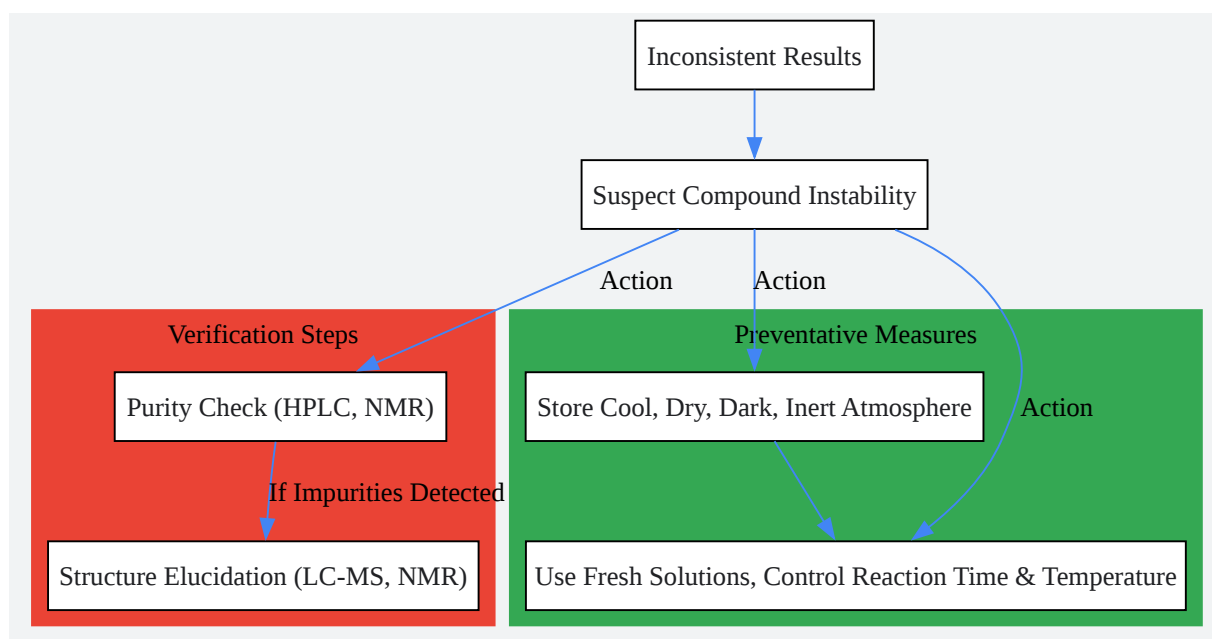 Inconsistent Results
Suspect Compound Instability
Action
Action
Verification Steps
Preventative Measures
Purity Check (HPLC, NMR)
Store Cool, Dry, Dark, Inert Atmosphere
Action
If Impurities Detected
Structure Elucidation (LC-MS, NMR)
Use Fresh Solutions, Control Reaction Time & Temperature